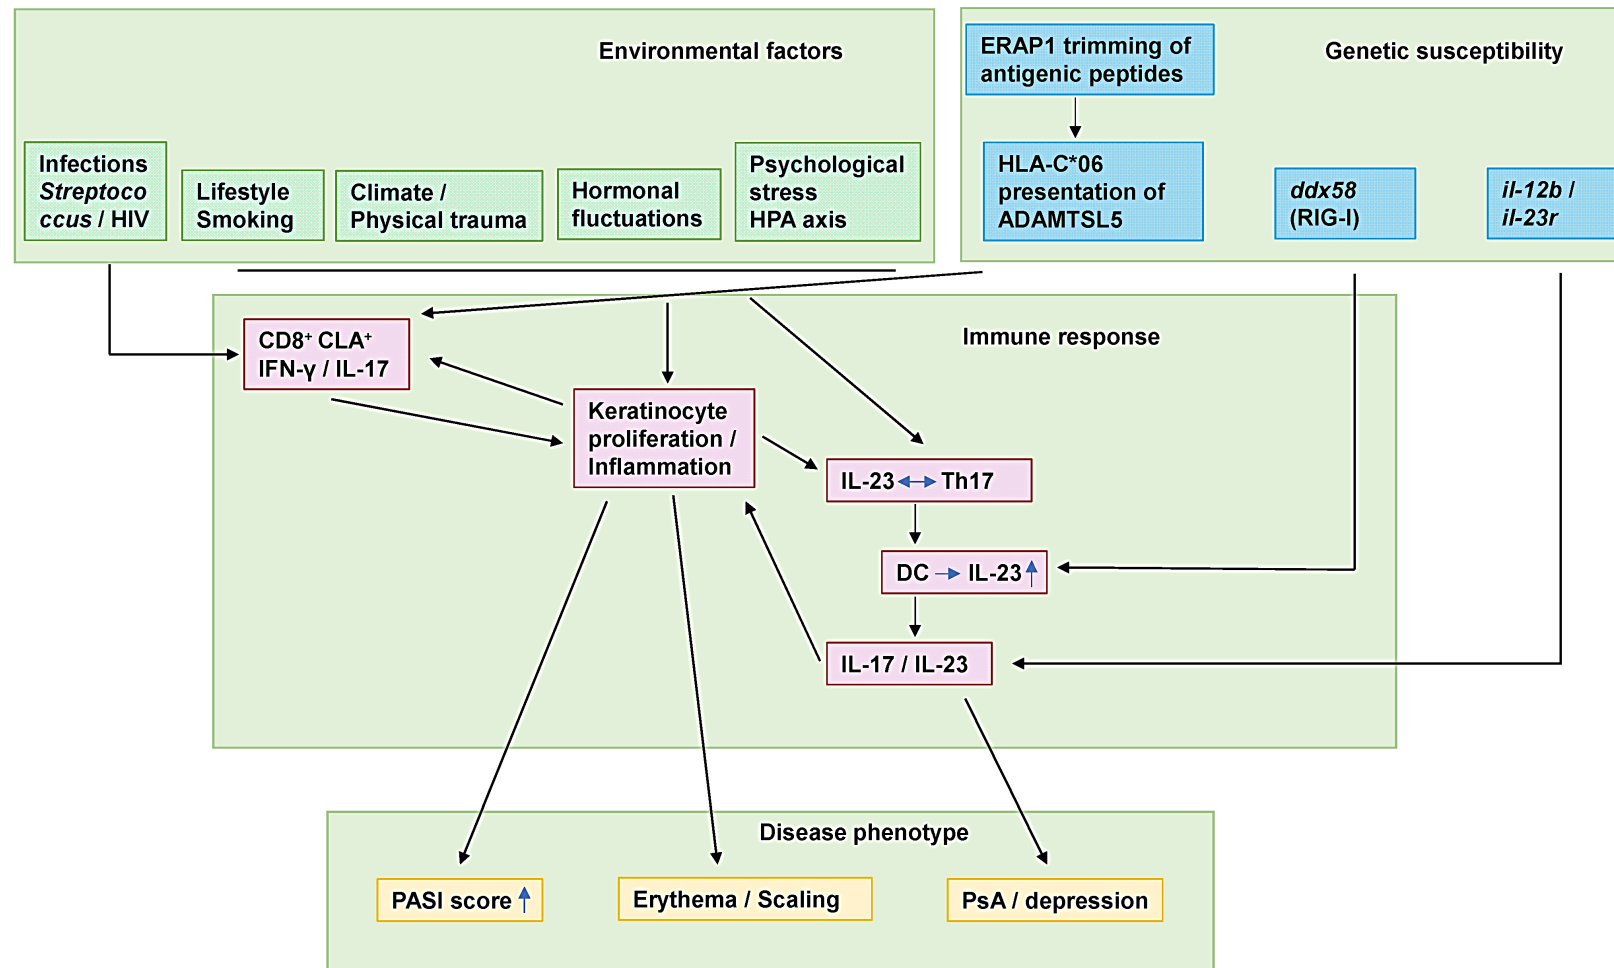 Environmental factors
Infections
Streptoco
ccus / HIV
Lifestyle
Smoking
Climate /
Physical trauma
Hormonal
fluctuations
Psychological
stress
HPA axis
Genetic susceptibility
ERAP1 trimming of
antigenic peptides
HLA-C*06
presentation of
ADAMTSL5
ddx58
(RIG-I)
il-12b /
il-23r
Immune response
CD8⁺ CLA⁺
IFN-γ / IL-17
Keratinocyte
proliferation /
Inflammation
IL-23 ↔ Th17
DC → IL-23 ↑
IL-17 / IL-23
Disease phenotype
PASI score ↑
Erythema / Scaling
PsA / depression